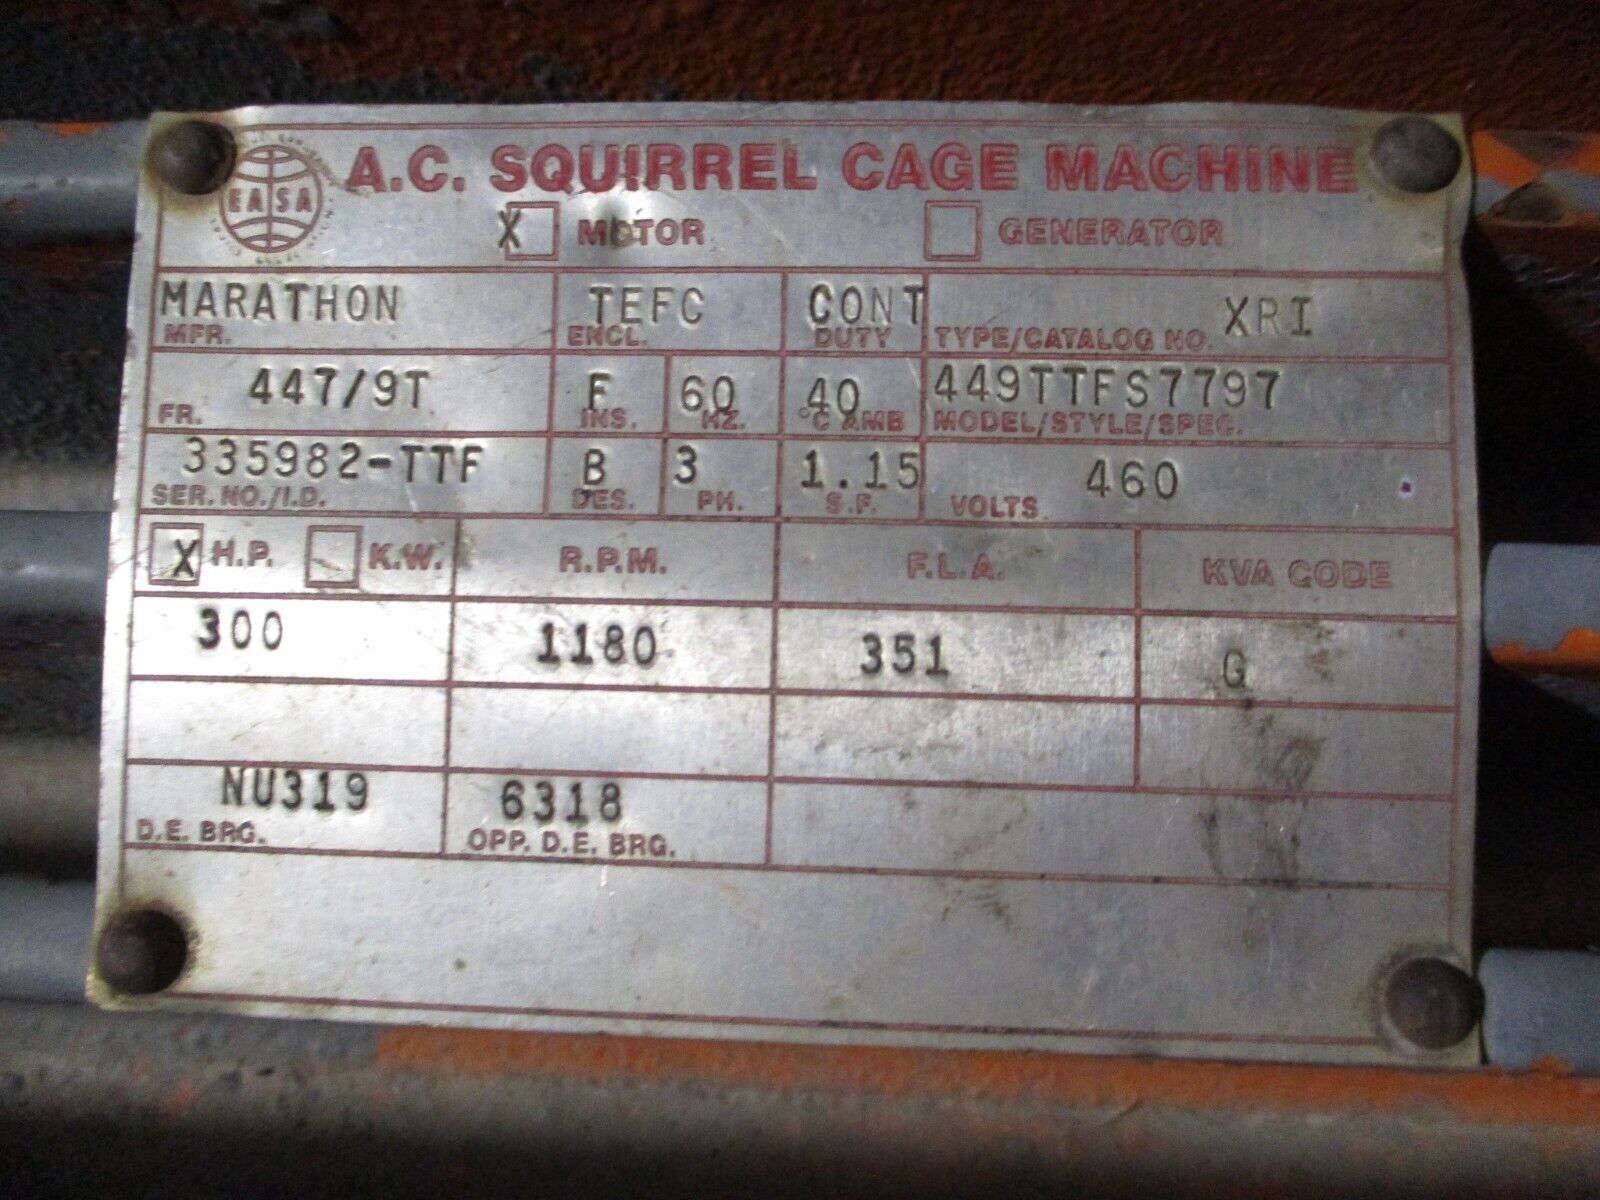 EASA
A.C. SQUIRREL CAGE MACHINE
X MOTOR GENERATOR
MARATHON TEFC CONT XRI
MFR. ENCL. DUTY TYPE/CATALOG NO.
447/9T F 60 40 449TTFS7797
FR. INS. HZ. °C AMB MODEL/STYLE/SPEC.
335982-TTF B 3 1.15 460
SER. NO./I.D. DES. PH. S.F. VOLTS
X H.P. K.W. R.P.M. F.L.A. KVA CODE
300 1180 351 G
NU319 6318
D.E. BRG. OPP. D.E. BRG.